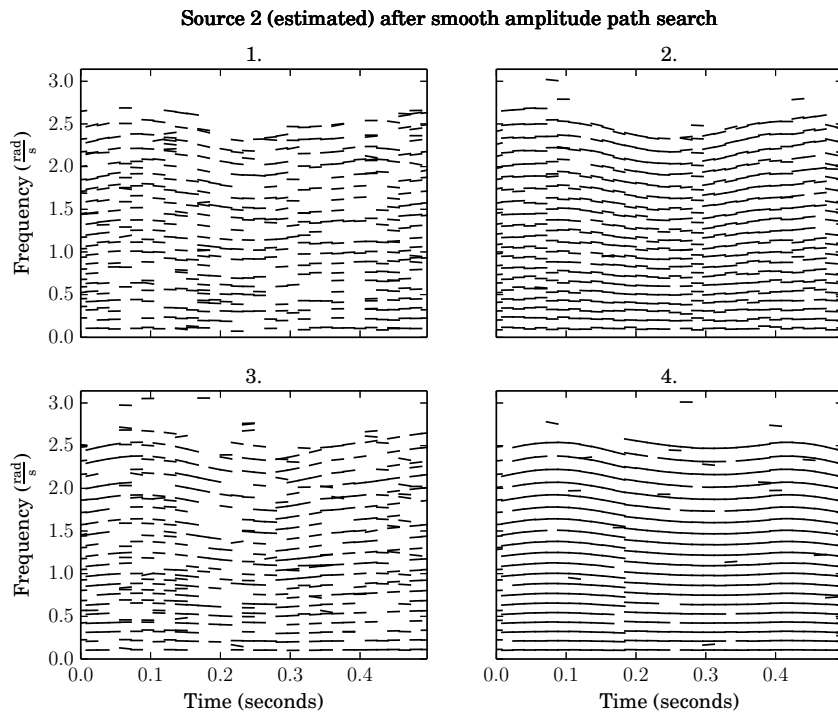 Source 2 (estimated) after smooth amplitude path search
1.
2.
3.0
2.5
2.0
1.5
1.0
0.5
0.0
Frequency (rad/s)
3.
4.
3.0
2.5
2.0
1.5
1.0
0.5
0.0
Frequency (rad/s)
0.0 0.1 0.2 0.3 0.4
0.0 0.1 0.2 0.3 0.4
Time (seconds)
Time (seconds)